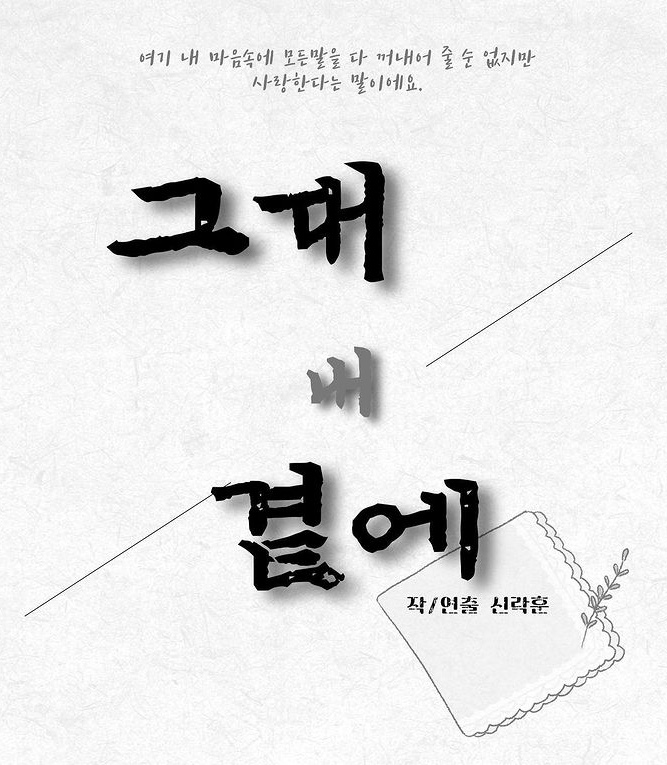 여기 내 마음속에 모든말을 다 꺼내어 줄 순 없지만
사랑한다는 말이에요.
그대
내
곁에
작/연출 신락훈